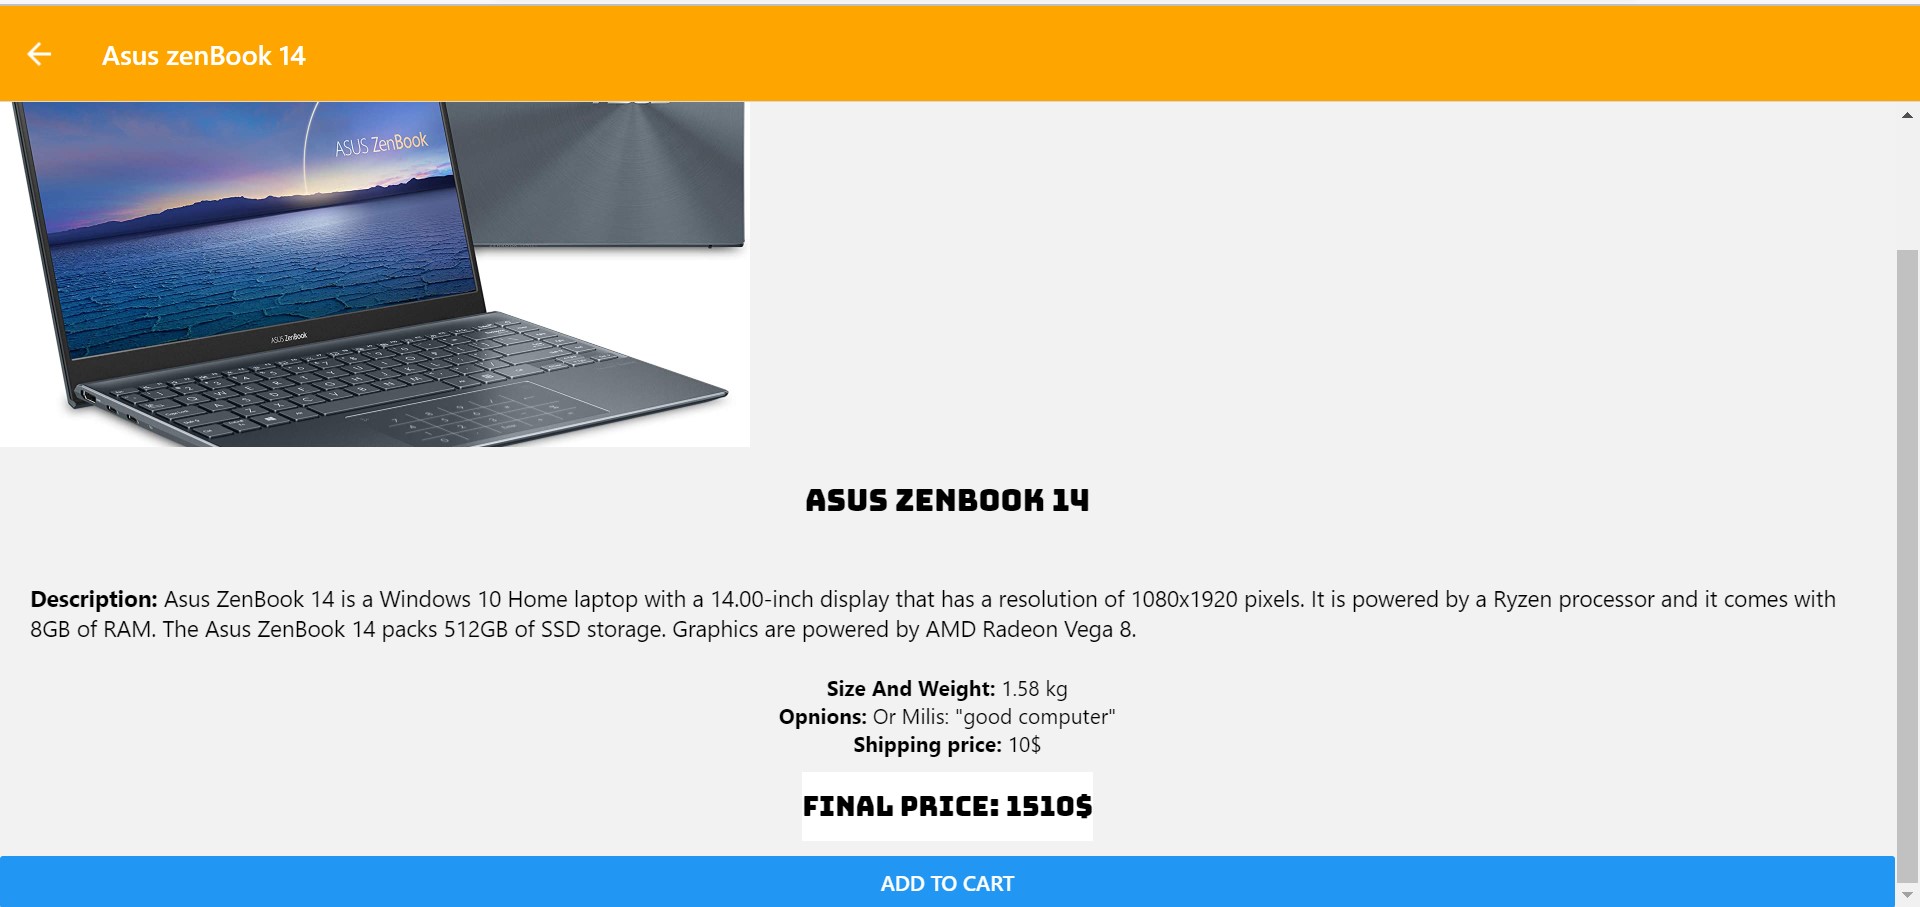 Asus zenBook 14
ASUS ZenBook
ASUS ZenBook
ASUS ZENBOOK 14
Description: Asus ZenBook 14 is a Windows 10 Home laptop with a 14.00-inch display that has a resolution of 1080x1920 pixels. It is powered by a Ryzen processor and it comes with
8GB of RAM. The Asus ZenBook 14 packs 512GB of SSD storage. Graphics are powered by AMD Radeon Vega 8.
Size And Weight: 1.58 kg
Opnions: Or Milis: "good computer"
Shipping price: 10$
FINAL PRICE: 1510$
ADD TO CART